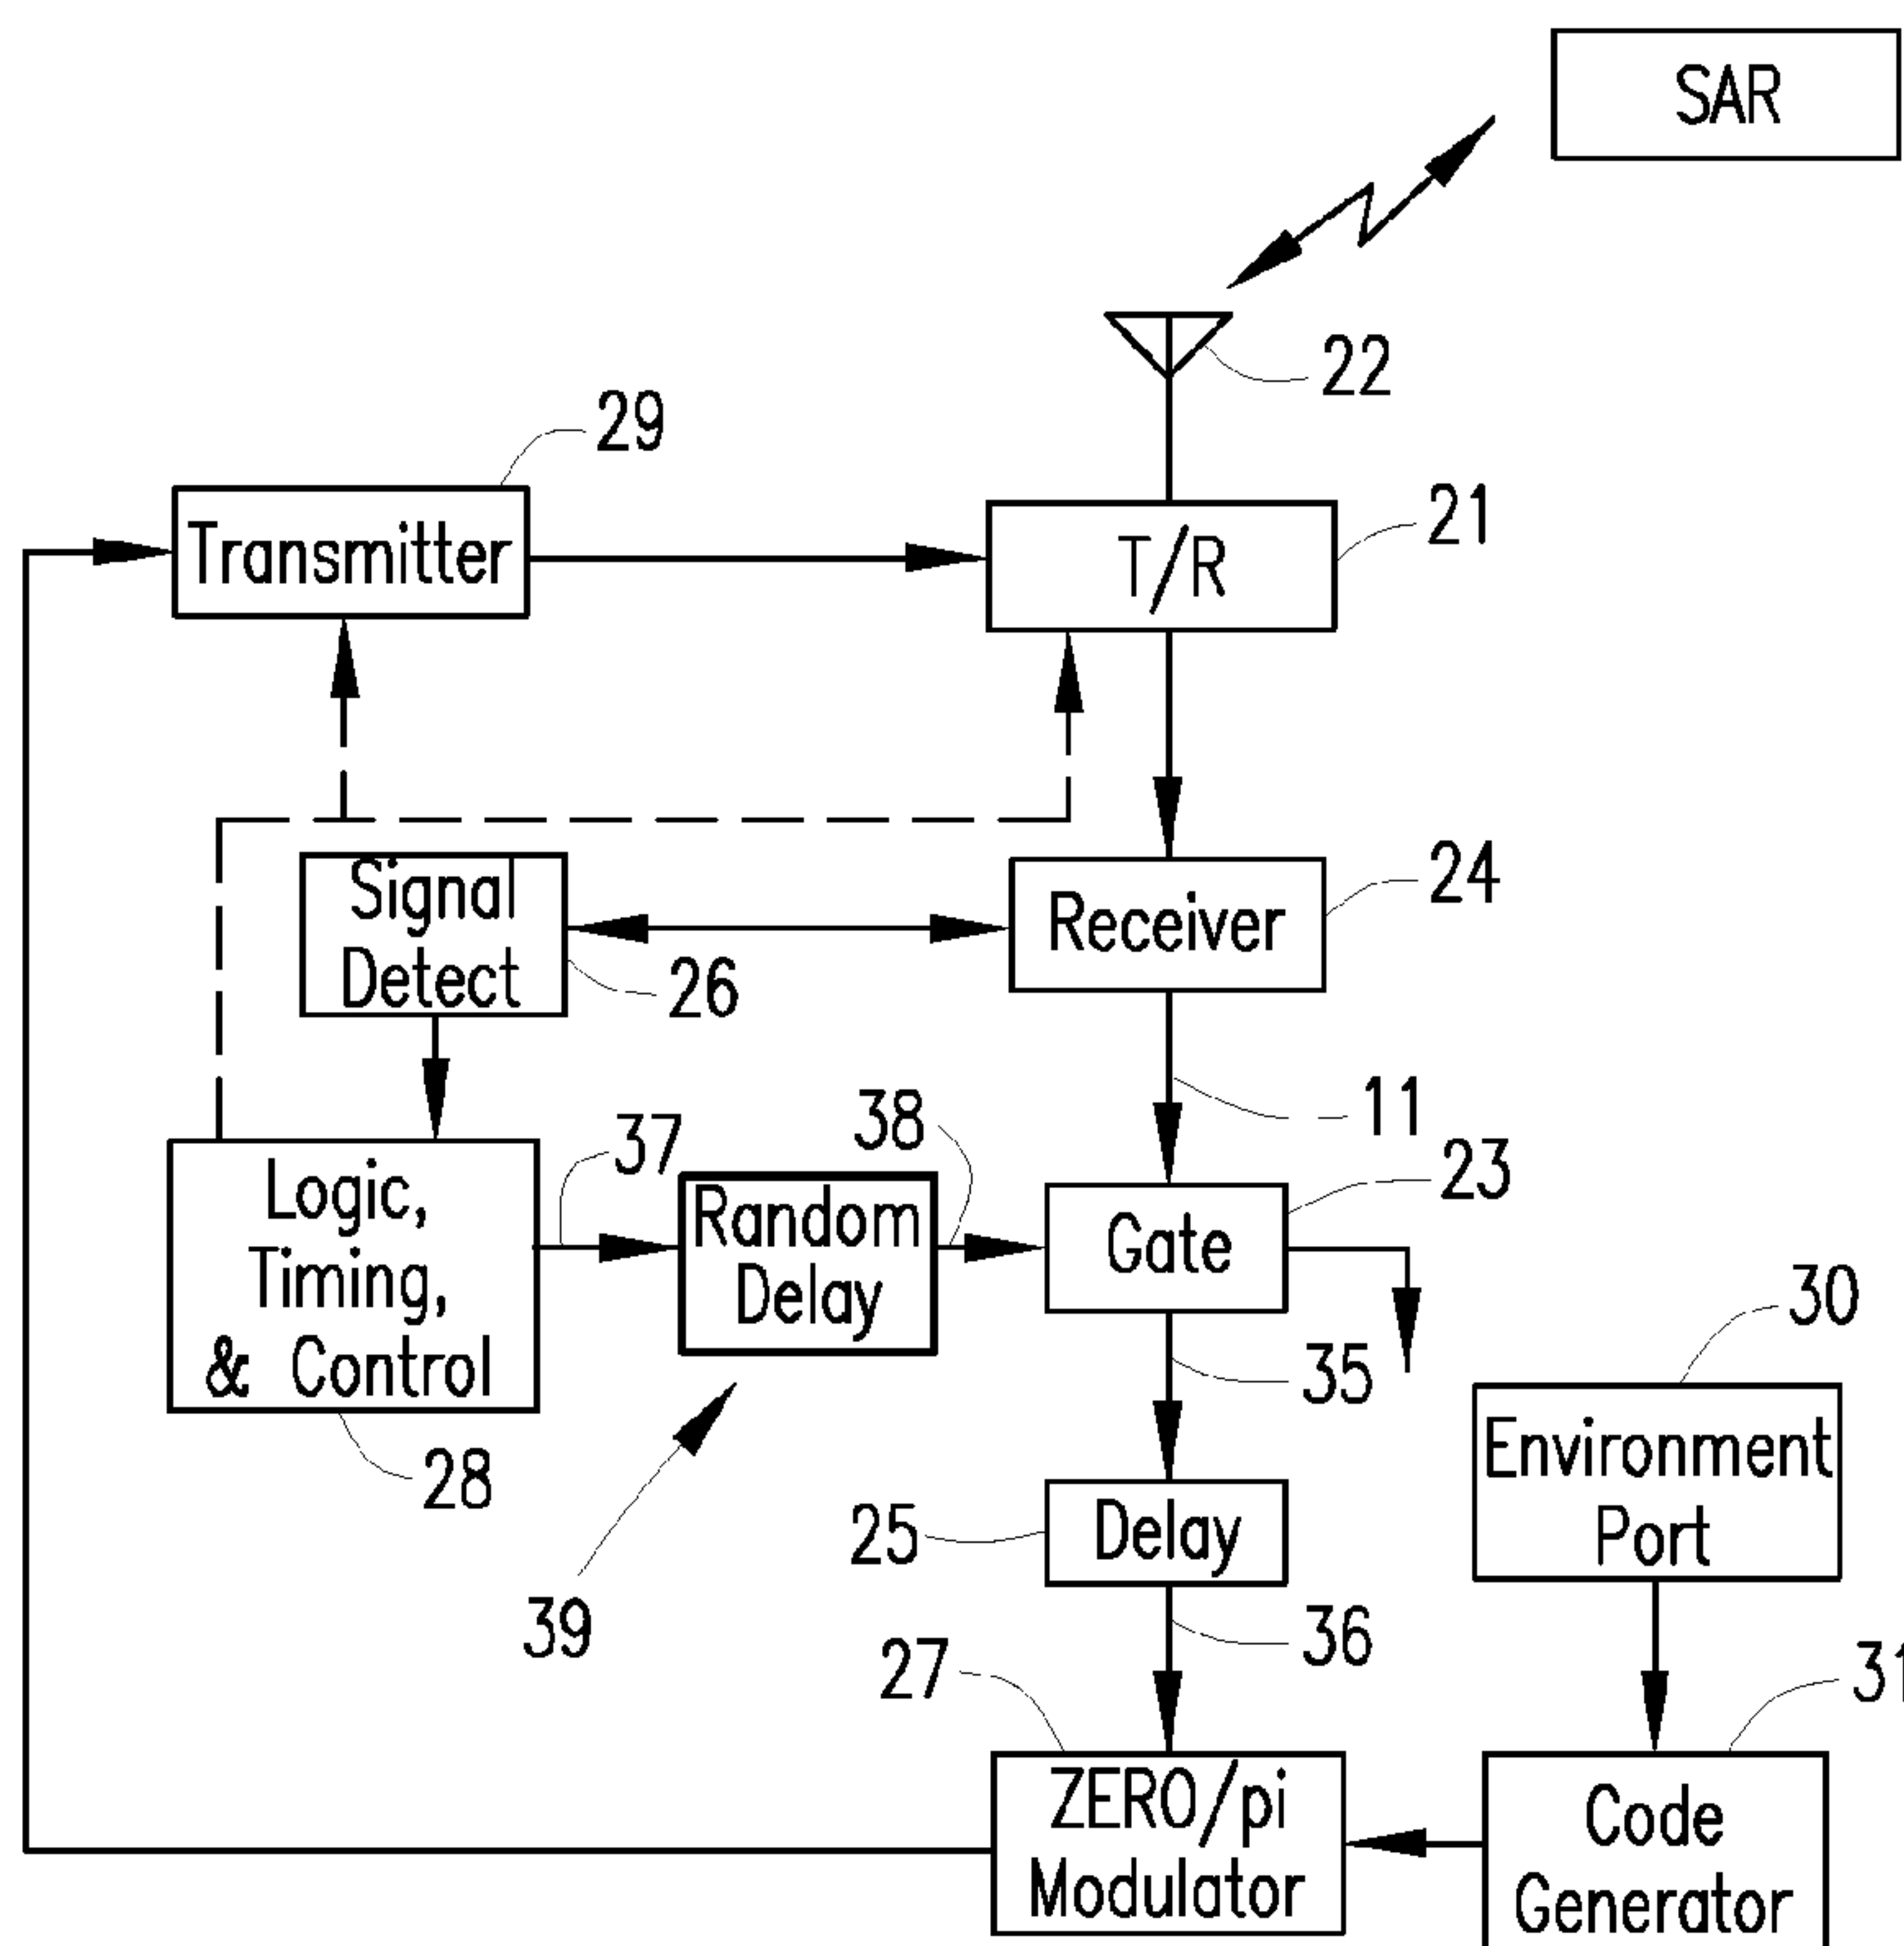 SAR
22
29
Transmitter
21
T/R
24
Signal
Detect
Receiver
26
11
37
38
23
Logic,
Timing,
& Control
Random
Delay
Gate
30
35
28
Environment
Port
25
Delay
39
36
27
31
ZERO/pi
Modulator
Code
Generator